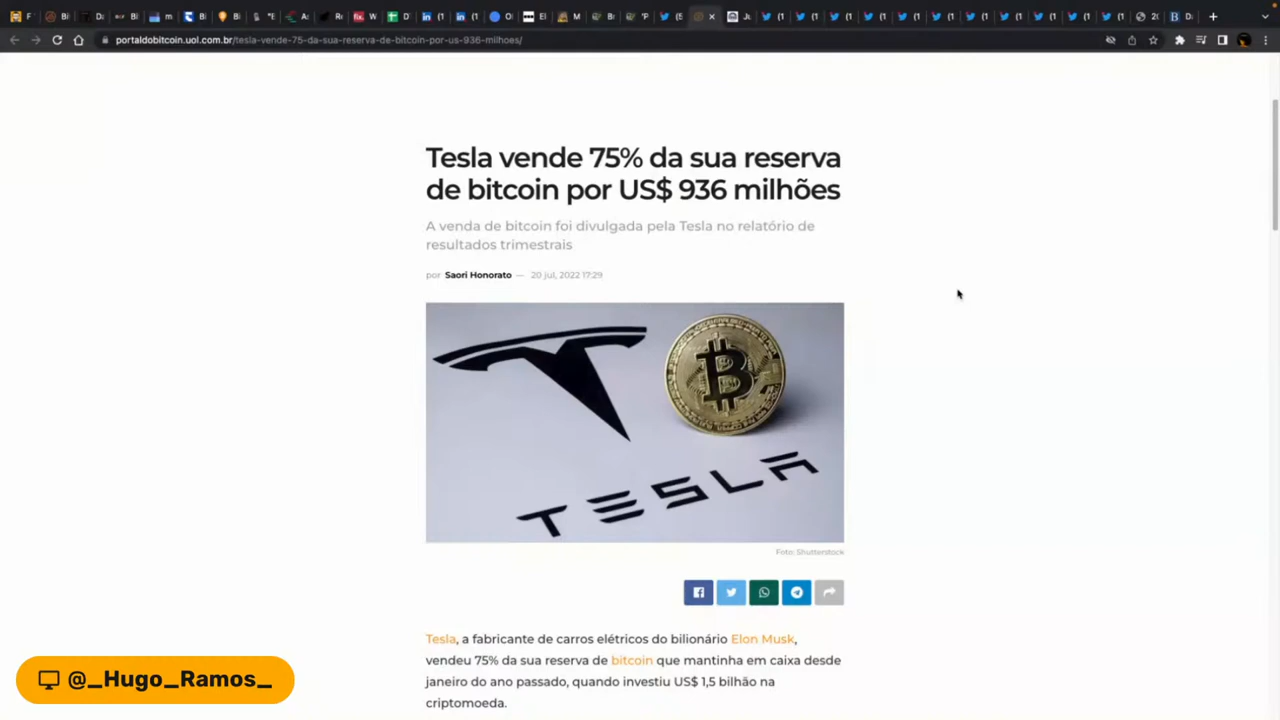 portaldobitcoin.uol.com.br/tesla-vende-75-da-sua-reserva-de-bitcoin-por-us-936-milhoes/
Tesla vende 75% da sua reserva
de bitcoin por US$ 936 milhões
A venda de bitcoin foi divulgada pela Tesla no relatório de
resultados trimestrais
por Saori Honorato — 20 jul, 2022 17:29
TESLA
Foto: Shutterstock
Tesla, a fabricante de carros elétricos do bilionário Elon Musk,
vendeu 75% da sua reserva de bitcoin que mantinha em caixa desde
janeiro do ano passado, quando investiu US$ 1,5 bilhão na
criptomoeda.
@_Hugo_Ramos_